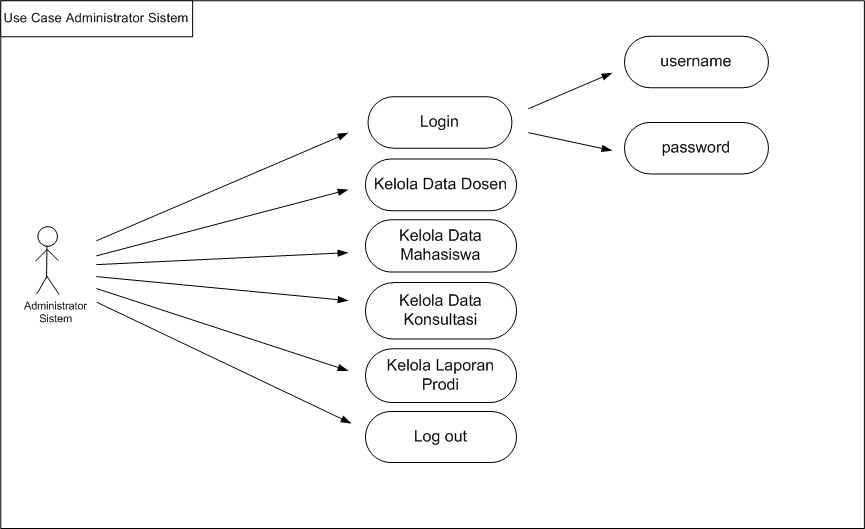 Use Case Administrator Sistem
username
Login
password
Kelola Data Dosen
Kelola Data
Mahasiswa
Administrator
Sistem
Kelola Data
Konsultasi
Kelola Laporan
Prodi
Log out